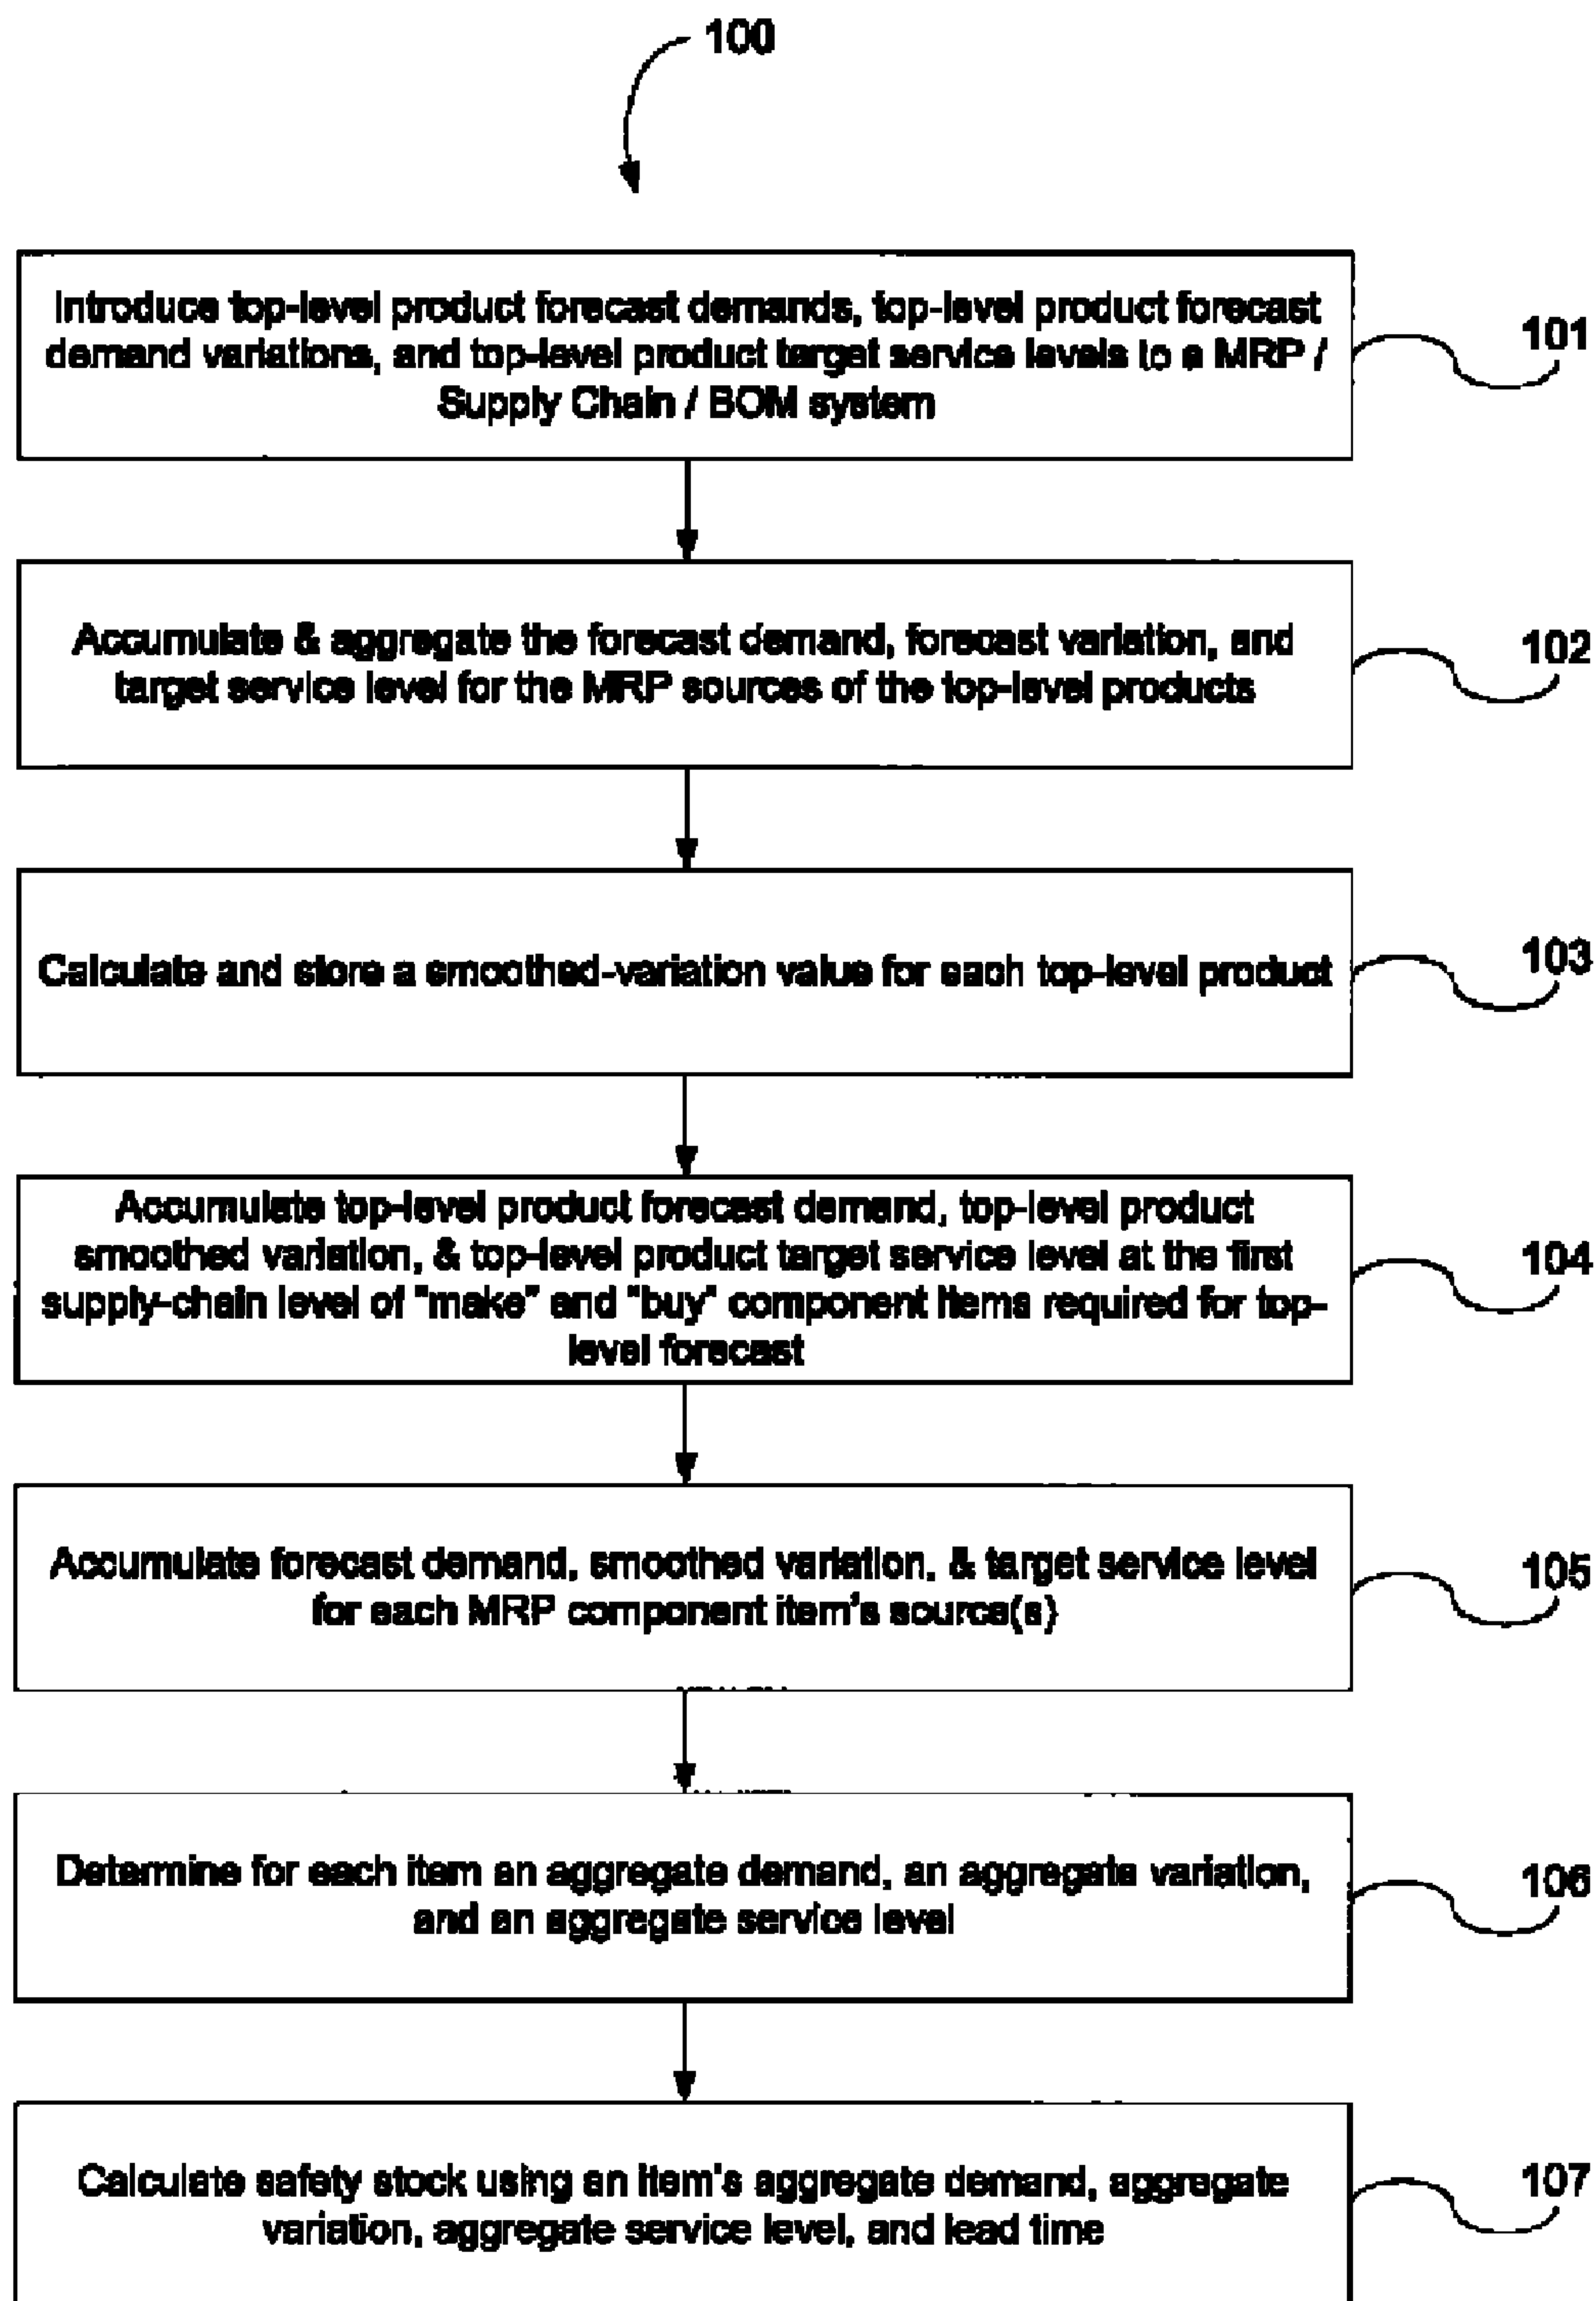 100
Introduce top-level product forecast demands, top-level product forecast
demand variations, and top-level product target service levels to a MRP /
Supply Chain / BOM system
101
Accumulate & aggregate the forecast demand, forecast variation, and
target service level for the MRP sources of the top-level products
102
Calculate and store a smoothed-variation value for each top-level product
103
Accumulate top-level product forecast demand, top-level product
smoothed variation, & top-level product target service level at the first
supply-chain level of "make" and "buy" component items required for top-
level forecast
104
Accumulate forecast demand, smoothed variation, & target service level
for each MRP component item's source(s)
105
Determine for each item an aggregate demand, an aggregate variation,
and an aggregate service level
106
Calculate safety stock using an item's aggregate demand, aggregate
variation, aggregate service level, and lead time
107